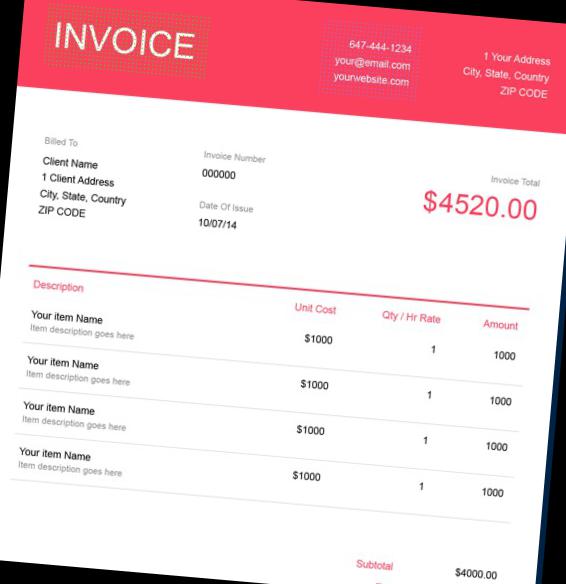 INVOICE
647-444-1234
your@email.com
yourwebsite.com
1 Your Address
City, State, Country
ZIP CODE
Billed To
Client Name
1 Client Address
City, State, Country
ZIP CODE
Invoice Number
000000
Date Of Issue
10/07/14
Invoice Total
$4520.00
Description Unit Cost Qty / Hr Rate Amount
Your item Name $1000 1 1000
Item description goes here
Your item Name $1000 1 1000
Item description goes here
Your item Name $1000 1 1000
Item description goes here
Your item Name $1000 1 1000
Item description goes here
Subtotal $4000.00